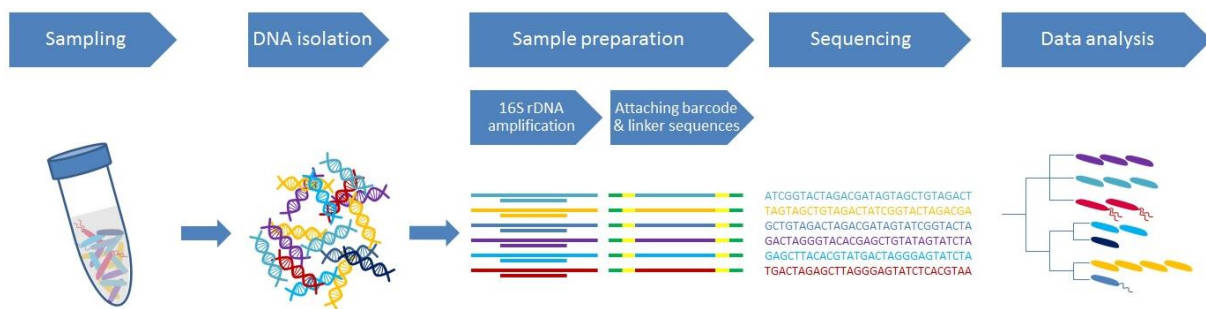 Sampling
DNA isolation
Sample preparation
Sequencing
Data analysis
16S rDNA
amplification
Attaching barcode
& linker sequences
ATCGGTACTAGACGATAGTAGCTGTAGACT
TAGTAGCTGTAGACTATCGGTACTAGACGA
GCTGTAGACTAGACGATAGTATCGGTACTA
GACTAGGGTACACGAGCTGTATAGTATCTA
GAGCTTACACGTATGACTAGGGAGTATCTA
TGACTAGAGCTTAGGGAGTATCTCACGTAA